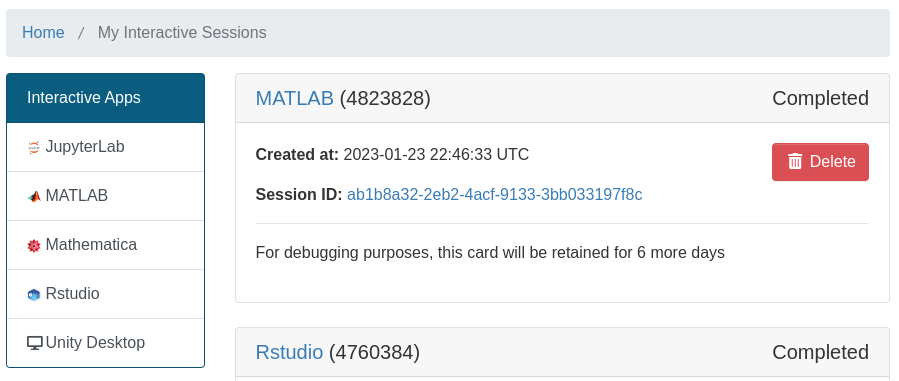 Home / My Interactive Sessions
Interactive Apps
JupyterLab
MATLAB
Mathematica
Rstudio
Unity Desktop
MATLAB (4823828) Completed
Created at: 2023-01-23 22:46:33 UTC
Delete
Session ID: ab1b8a32-2eb2-4acf-9133-3bb033197f8c
For debugging purposes, this card will be retained for 6 more days
Rstudio (4760384) Completed